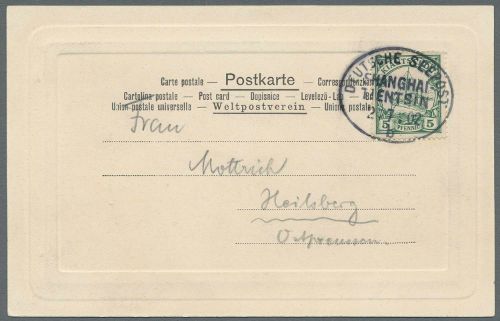 Carte postale — Postkarte — Correspondenzkarte
Cartolina postale — Post card — Dopisnice — Levelező-Lap
Union postale universelle — Weltpostverein — Unione postale
DEUTSCHE SEEPOST
SHANGHAI
TIENTSIN
b
5 PFENNIG 5
Frau
Mottrich
Heilsberg
Ostpreussen